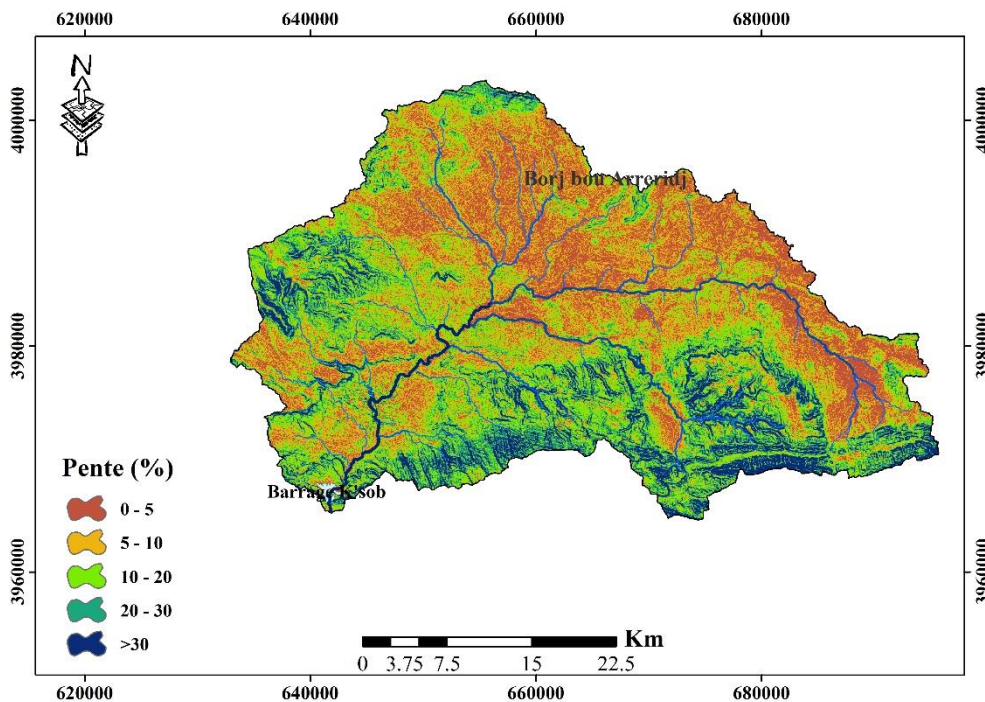 620000 640000 660000 680000
N
4000000 4000000
Borj bou Arreridj
3980000 3980000
Pente (%)
Barrage K'sob
0 - 5
5 - 10
10 - 20
3960000 3960000
20 - 30
>30
Km
0 3.75 7.5 15 22.5
620000 640000 660000 680000